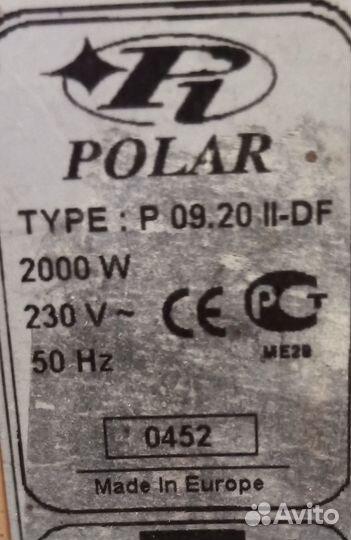 Pi
POLAR
TYPE : P 09.20 II-DF
2000 W
230 V ~
50 Hz
CE PCT
ME28
0452
Made In Europe
Avito